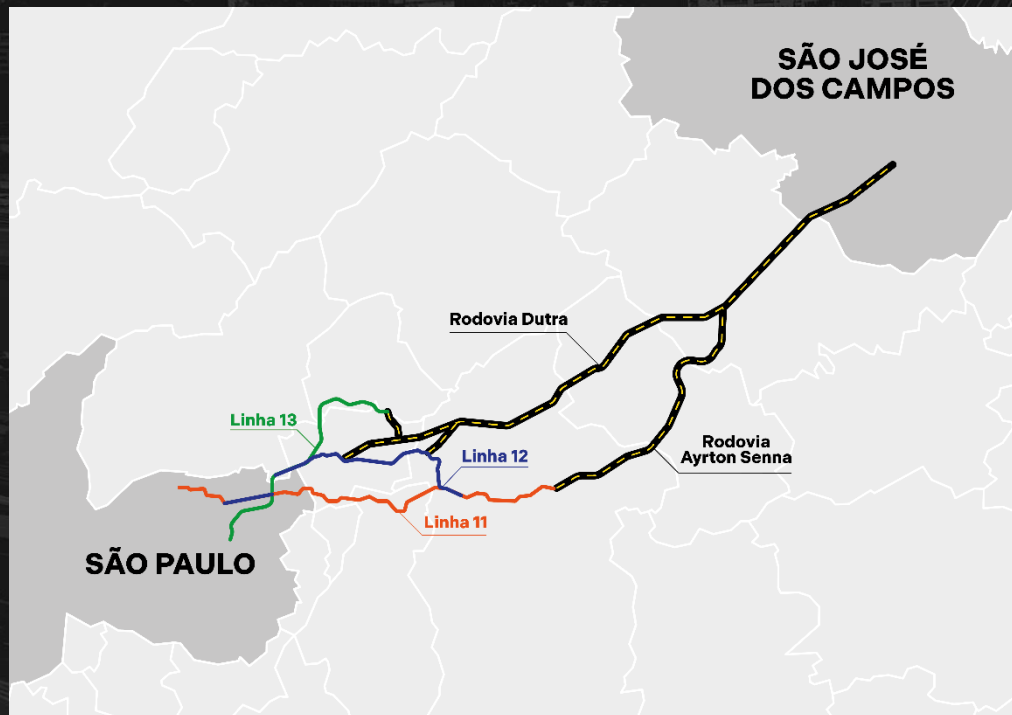 SÃO JOSÉ
DOS CAMPOS
Rodovia Dutra
Linha 13
Rodovia
Ayrton Senna
Linha 12
Linha 11
SÃO PAULO